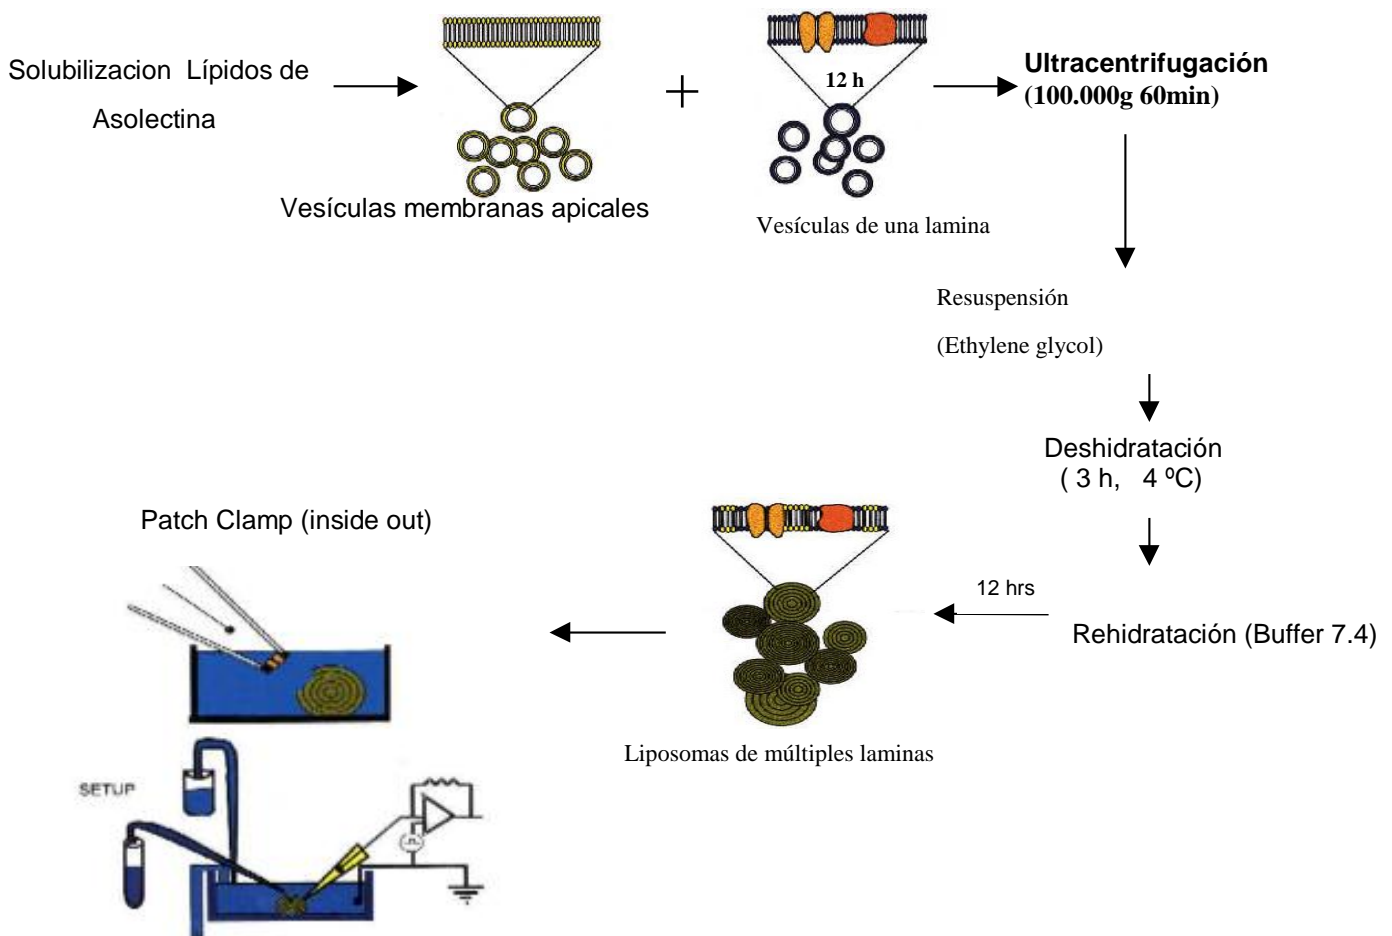 Solubilizacion Lípidos de
Asolectina
Vesículas membranas apicales
+
12 h
Vesículas de una lamina
Ultracentrifugación
(100.000g 60min)
Resuspensión
(Ethylene glycol)
Deshidratación
( 3 h, 4 ºC)
Rehidratación (Buffer 7.4)
12 hrs
Liposomas de múltiples laminas
Patch Clamp (inside out)
SETUP